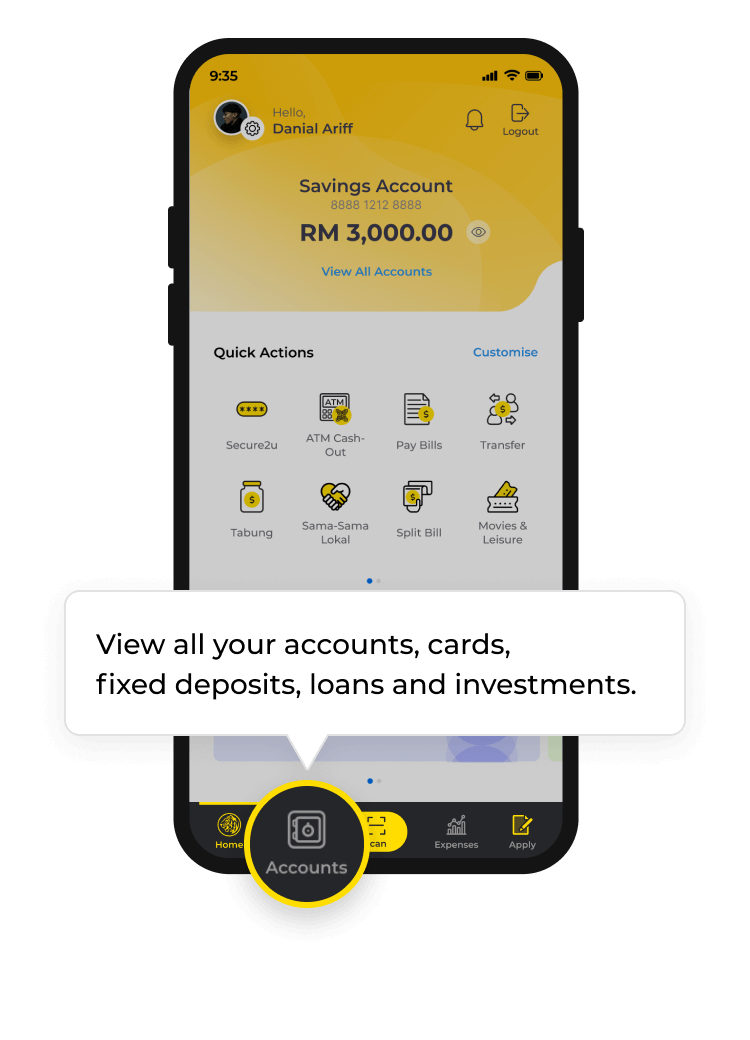 9:35
Hello,
Danial Ariff
Logout
Savings Account
8888 1212 8888
RM 3,000.00
View All Accounts
Quick Actions
Customise
****
ATM
$
$
Secure2u
ATM Cash-
Out
Pay Bills
Transfer
$
$
Tabung
Sama-Sama
Lokal
Split Bill
Movies &
Leisure
View all your accounts, cards,
fixed deposits, loans and investments.
Home
Accounts
can
Expenses
Apply